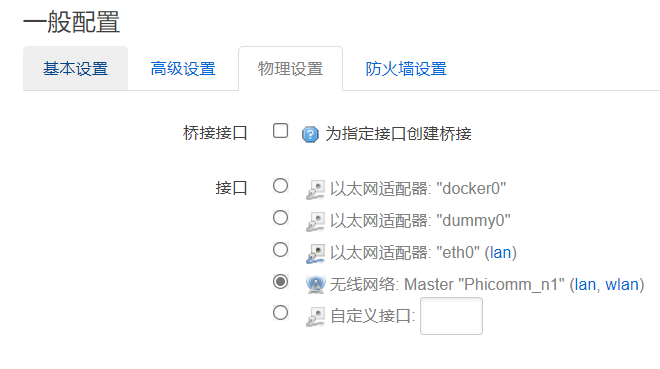 一般配置
基本设置 高级设置 物理设置 防火墙设置
桥接接口 为指定接口创建桥接
接口 以太网适配器: "docker0"
以太网适配器: "dummy0"
以太网适配器: "eth0" (lan)
无线网络: Master "Phicomm_n1" (lan, wlan)
自定义接口: